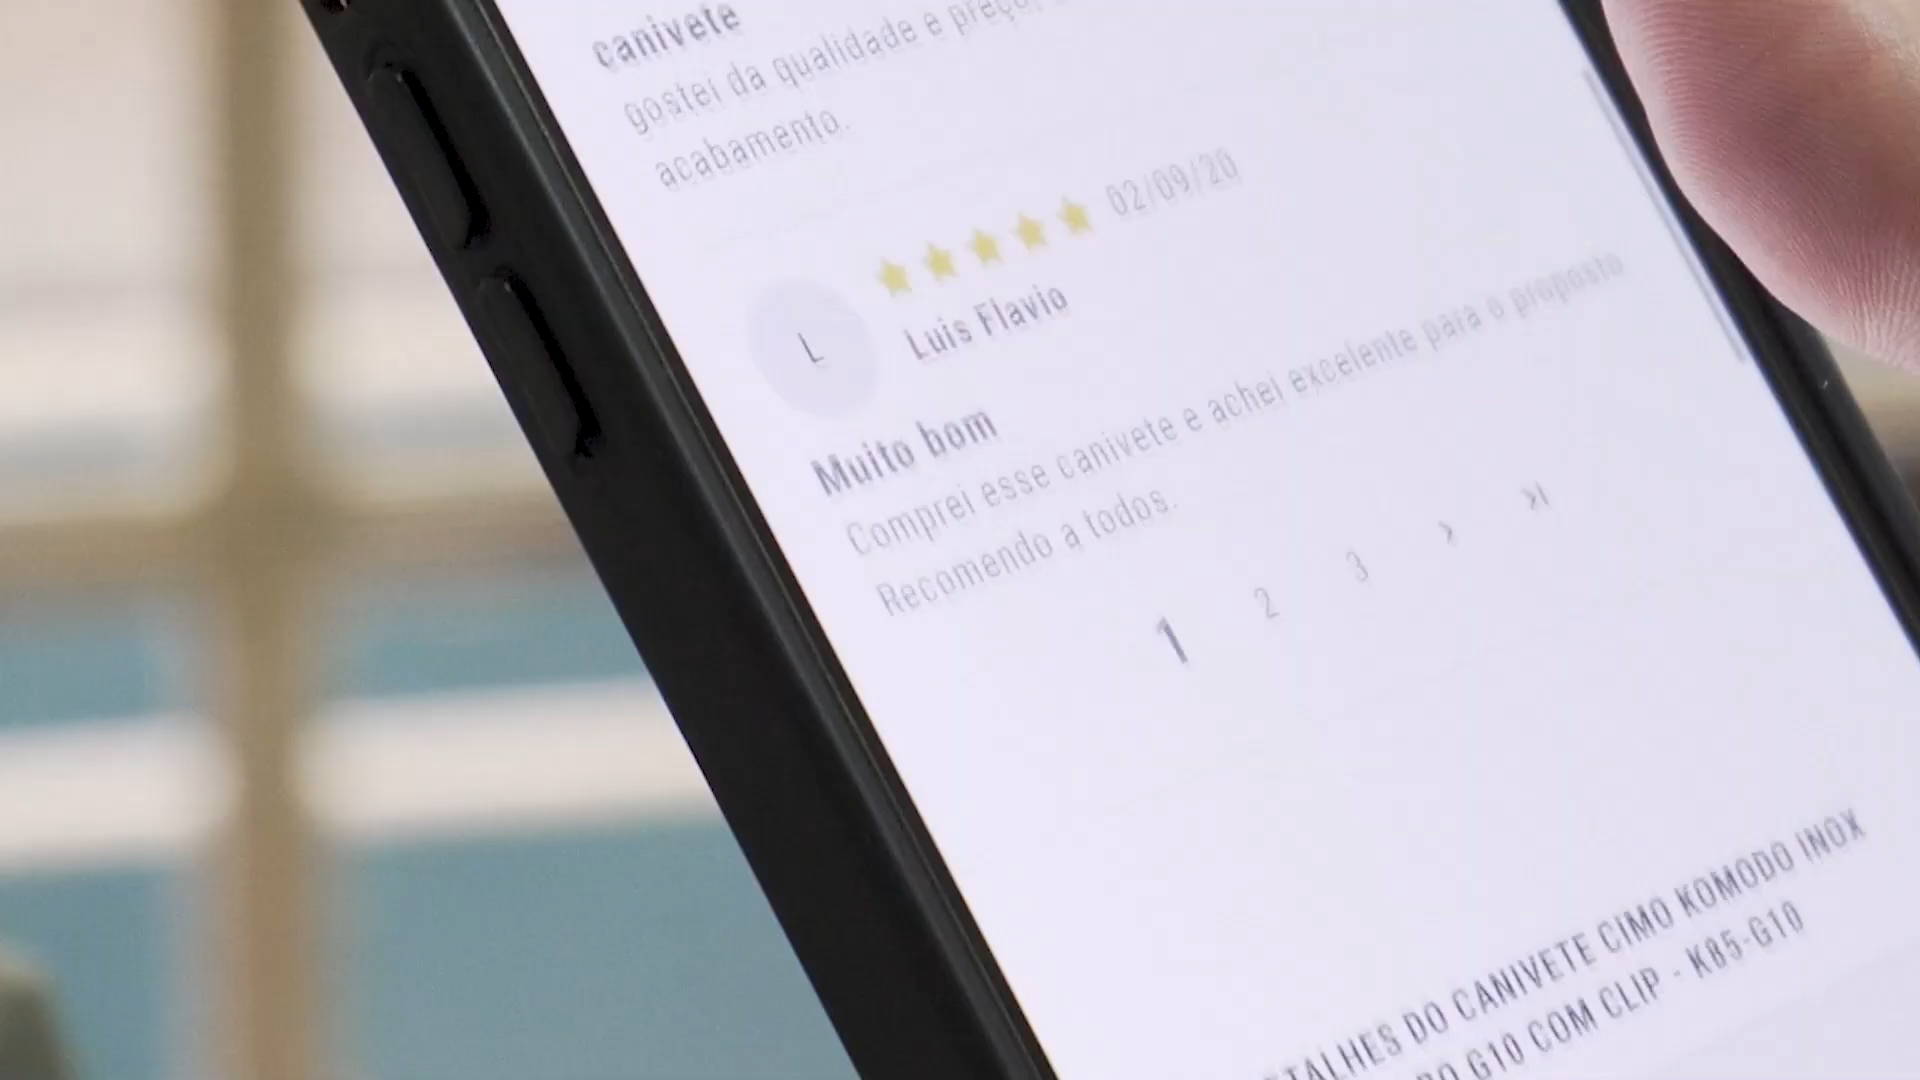 canivete
gostei da qualidade e preço,
acabamento.
02/09/20
L
Luis Flavio
Muito bom
Comprei esse canivete e achei excelente para o proposto.
Recomendo a todos.
1 2 3 > >|
DETALHES DO CANIVETE CIMO KOMODO INOX
G10 COM CLIP - K85-G10